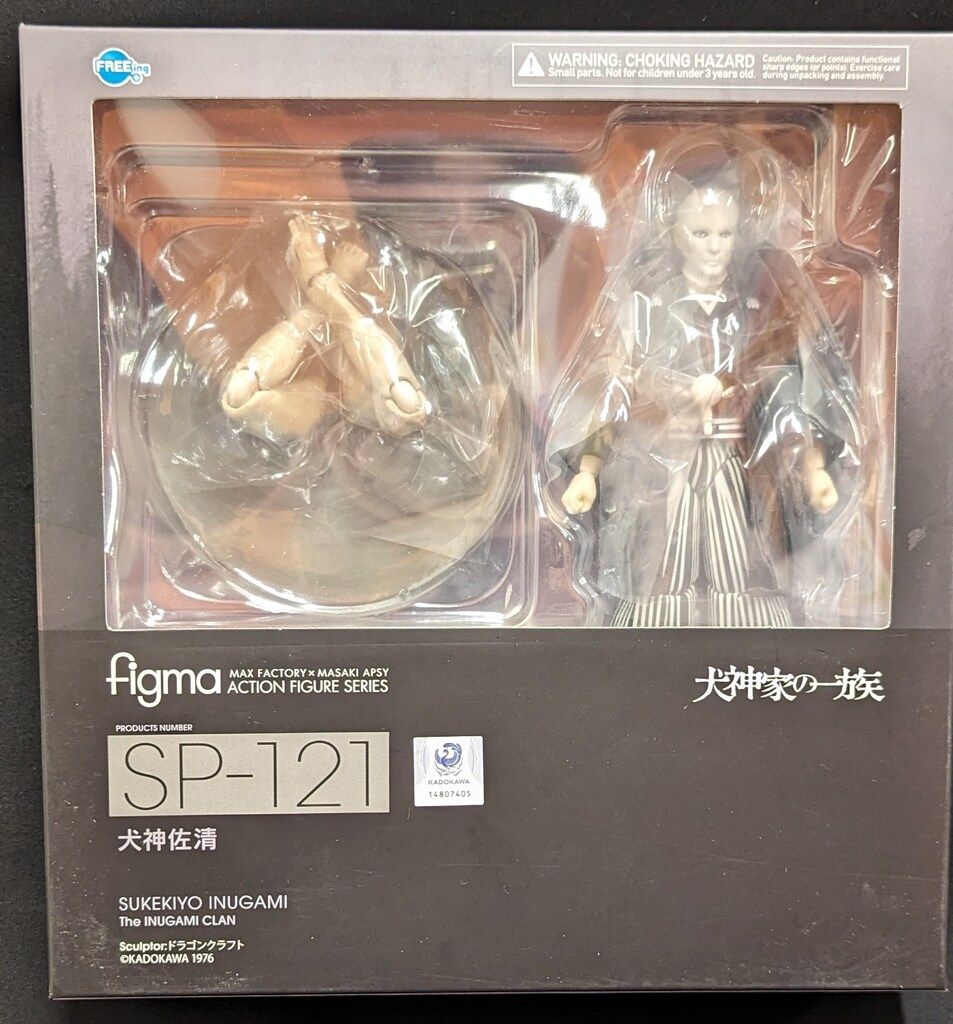 FREEing
WARNING: CHOKING HAZARD
Small parts. Not for children under 3 years old.
Caution: Product contains functional
sharp edges (or points). Exercise care
during unpacking and assembly.
figma
MAX FACTORY×MASAKI APSY
ACTION FIGURE SERIES
犬神家の一族
PRODUCTS NUMBER
SP-121
KADOKAWA
14807405
犬神佐清
SUKEKIYO INUGAMI
The INUGAMI CLAN
Sculptor:ドラゴンクラフト
©KADOKAWA 1976